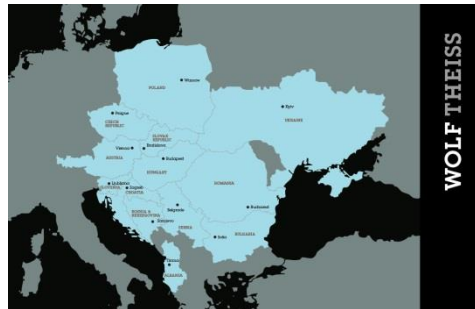 POLAND
Warsaw
Prague
CZECH
REPUBLIC
Kyiv
UKRAINE
SLOVAK
REPUBLIC
Vienna
Bratislava
AUSTRIA
Budapest
HUNGARY
Ljubljana
SLOVENIA
Zagreb
CROATIA
ROMANIA
BOSNIA &
HERZEGOVINA
Belgrade
Bucharest
Sarajevo
SERBIA
Sofia
BULGARIA
Tirana
ALBANIA
WOLF THEISS